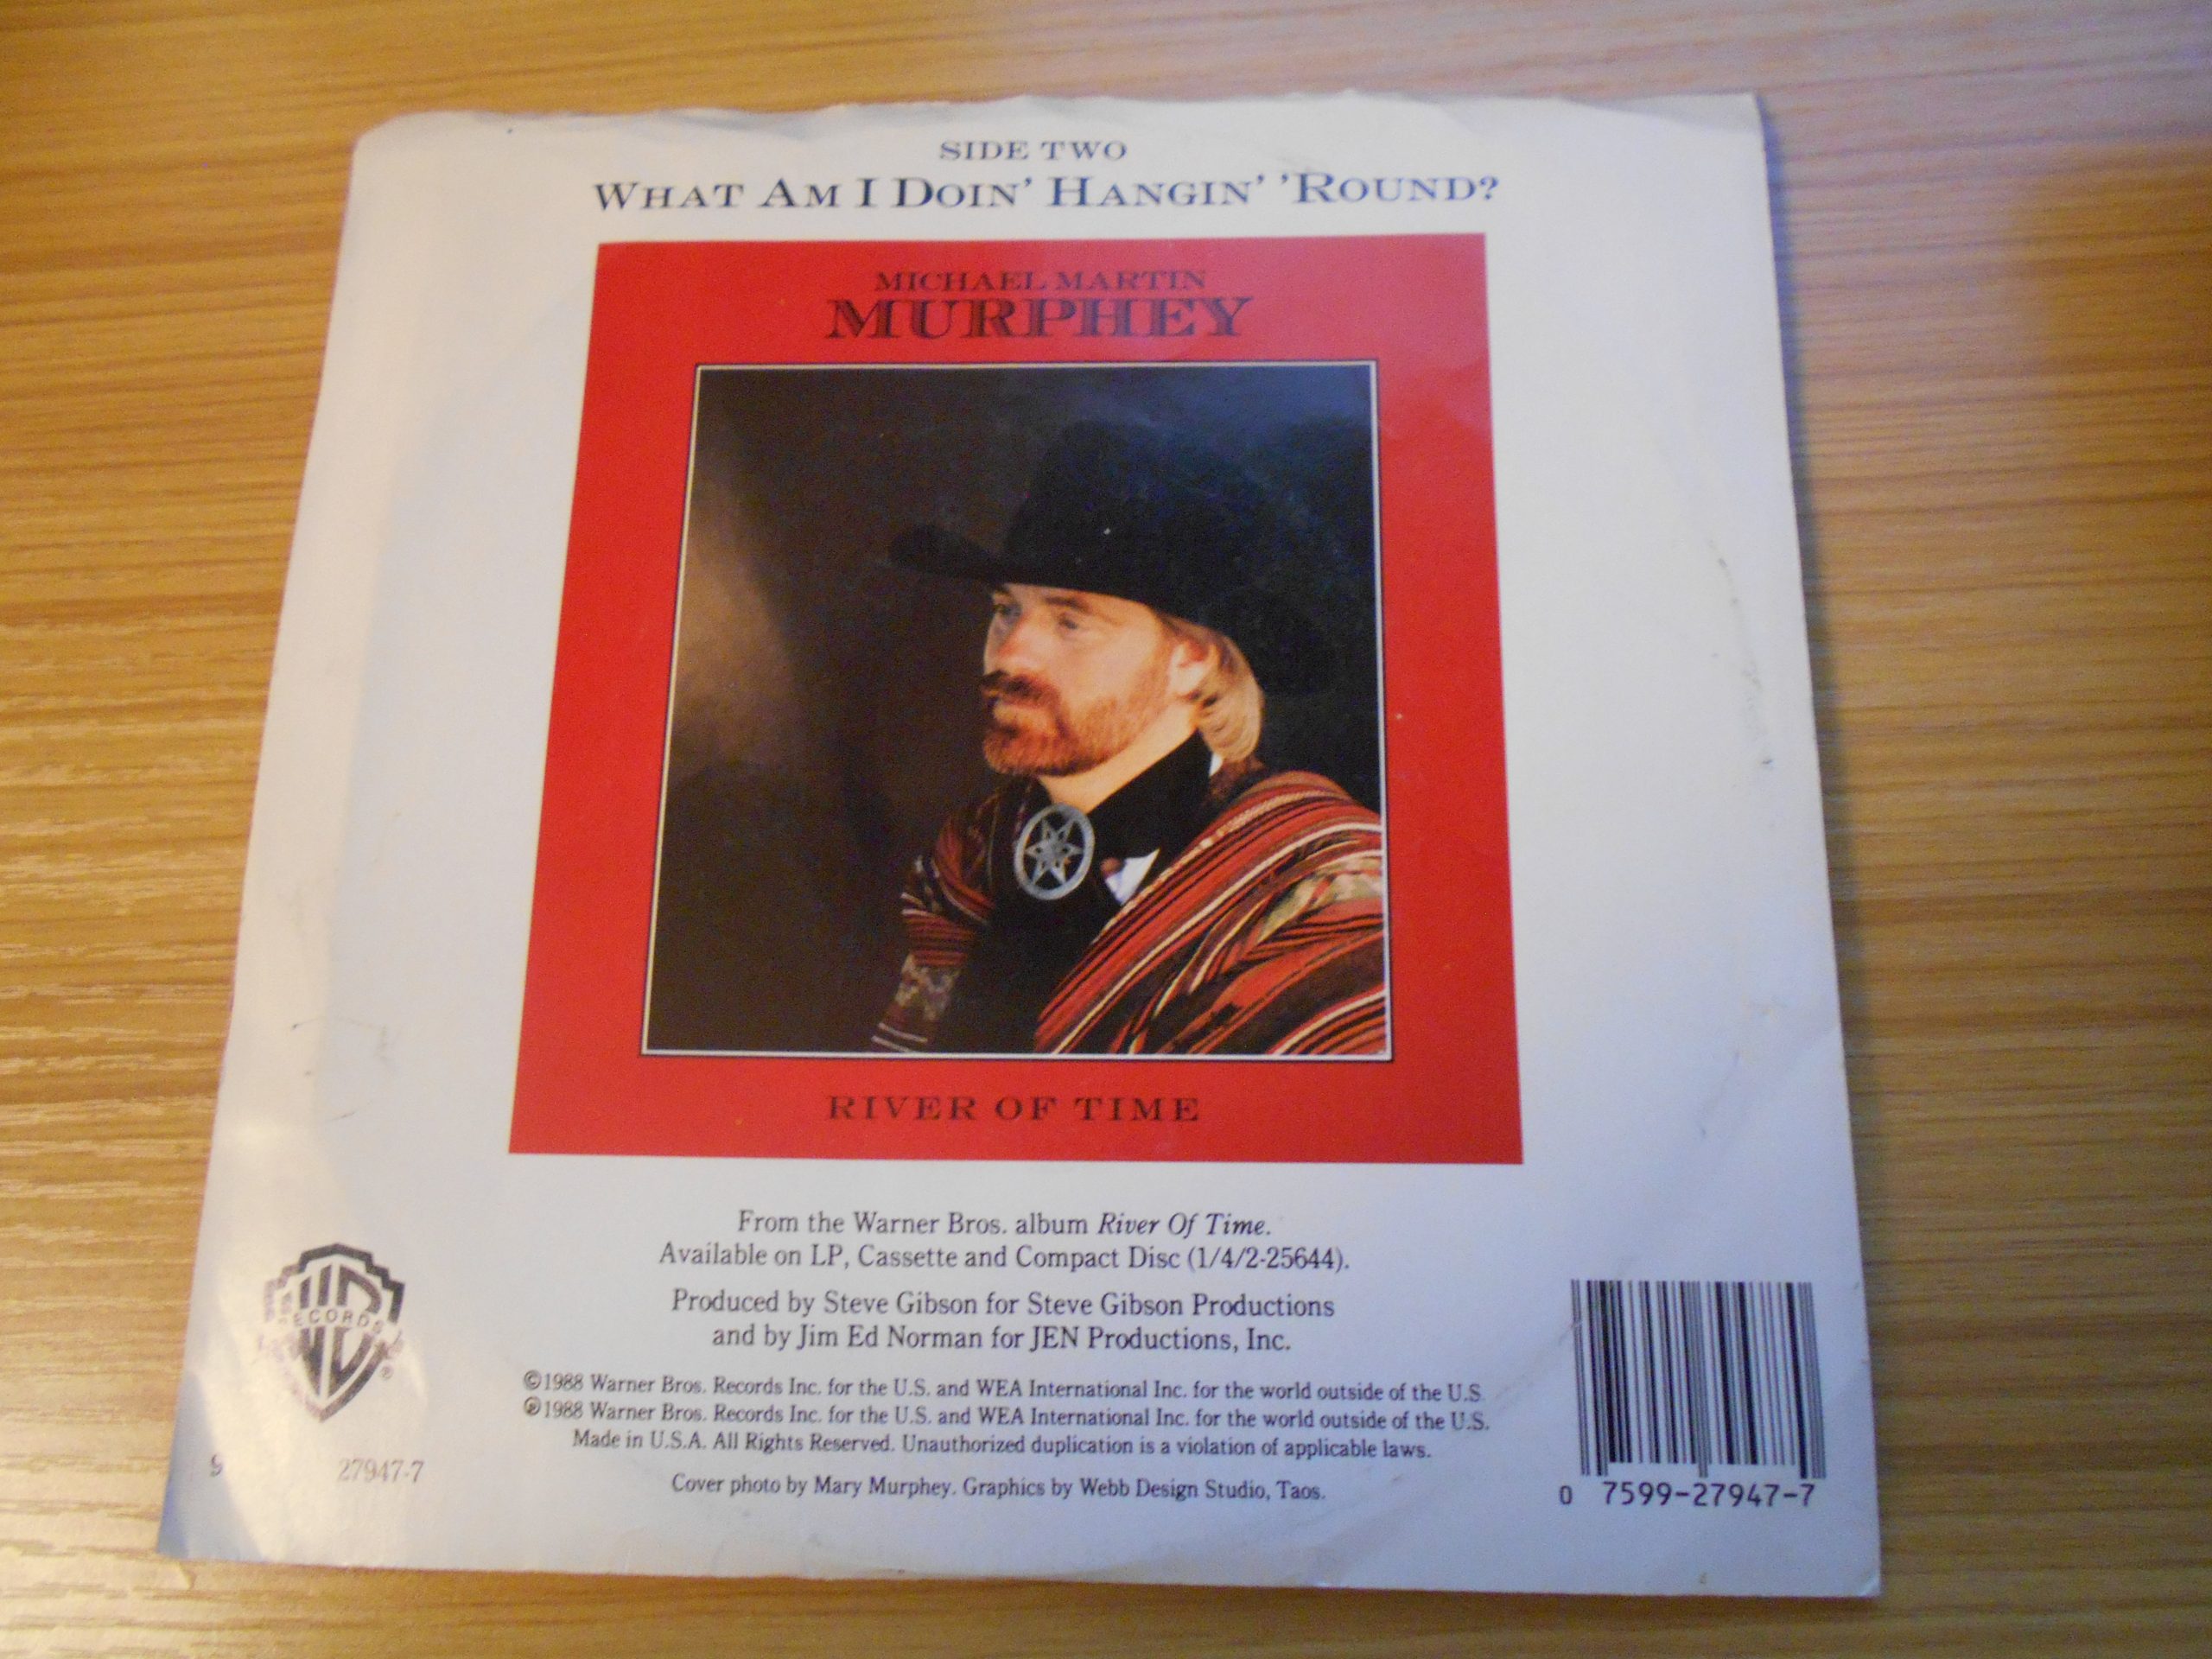 SIDE TWO
WHAT AM I DOIN' HANGIN' 'ROUND?
MICHAEL MARTIN
MURPHEY
RIVER OF TIME
From the Warner Bros. album River Of Time.
Available on LP, Cassette and Compact Disc (1/4/2-25644).
Produced by Steve Gibson for Steve Gibson Productions
and by Jim Ed Norman for JEN Productions, Inc.
©1988 Warner Bros. Records Inc. for the U.S. and WEA International Inc. for the world outside of the U.S.
℗1988 Warner Bros. Records Inc. for the U.S. and WEA International Inc. for the world outside of the U.S.
Made in U.S.A. All Rights Reserved. Unauthorized duplication is a violation of applicable laws.
Cover photo by Mary Murphey. Graphics by Webb Design Studio, Taos.
WB
RECORDS
®
9 27947-7
0 7599-27947-7